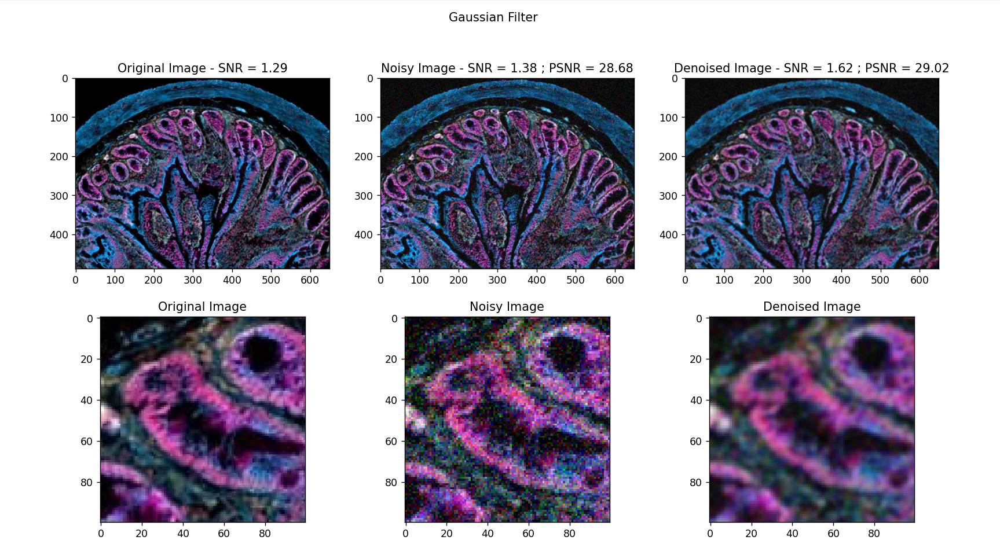 Gaussian Filter
Original Image - SNR = 1.29
Noisy Image - SNR = 1.38 ; PSNR = 28.68
Denoised Image - SNR = 1.62 ; PSNR = 29.02
0
100
200
300
400
0 100 200 300 400 500 600
0
100
200
300
400
0 100 200 300 400 500 600
0
100
200
300
400
0 100 200 300 400 500 600
Original Image
Noisy Image
Denoised Image
0
20
40
60
80
0 20 40 60 80
0
20
40
60
80
0 20 40 60 80
0
20
40
60
80
0 20 40 60 80